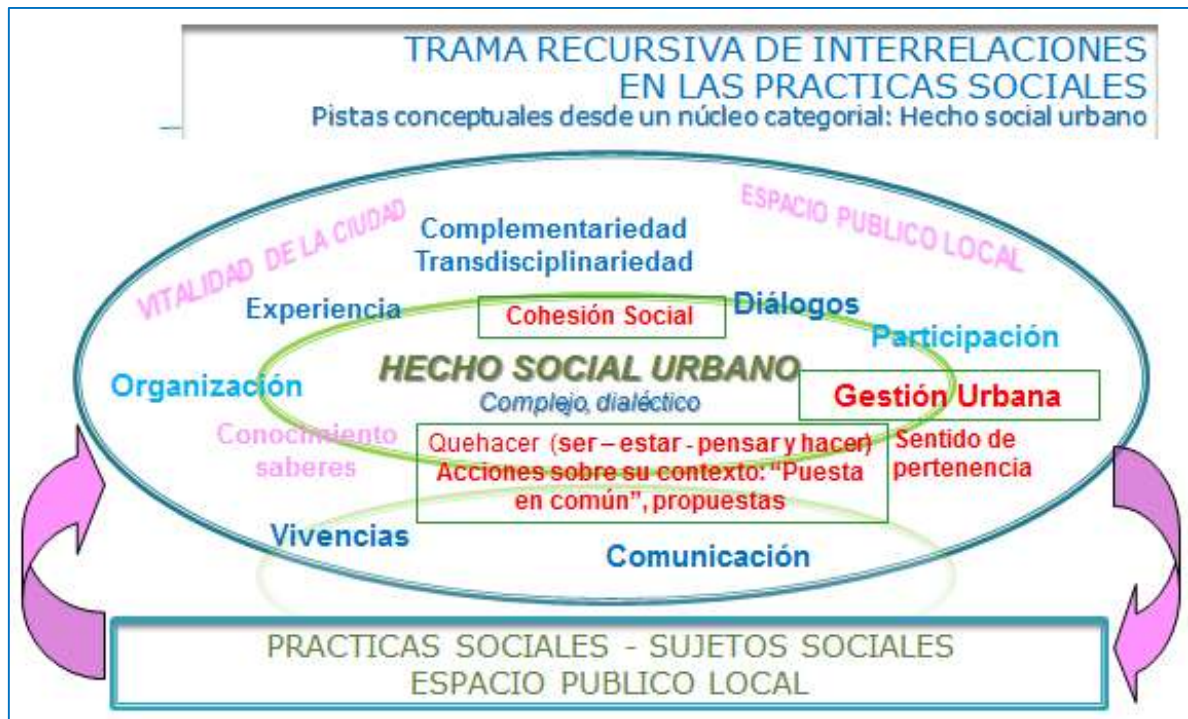 TRAMA RECURSIVA DE INTERRELACIONES
EN LAS PRACTICAS SOCIALES
Pistas conceptuales desde un núcleo categorial: Hecho social urbano
VITALIDAD DE LA CIUDAD
ESPACIO PUBLICO LOCAL
Complementariedad
Transdisciplinariedad
Experiencia
Cohesión Social
Diálogos
Participación
Organización
HECHO SOCIAL URBANO
Complejo, dialéctico
Gestión Urbana
Conocimiento
saberes
Quehacer (ser – estar - pensar y hacer)
Acciones sobre su contexto: “Puesta
en común”, propuestas
Sentido de
pertenencia
Vivencias
Comunicación
PRACTICAS SOCIALES - SUJETOS SOCIALES
ESPACIO PUBLICO LOCAL